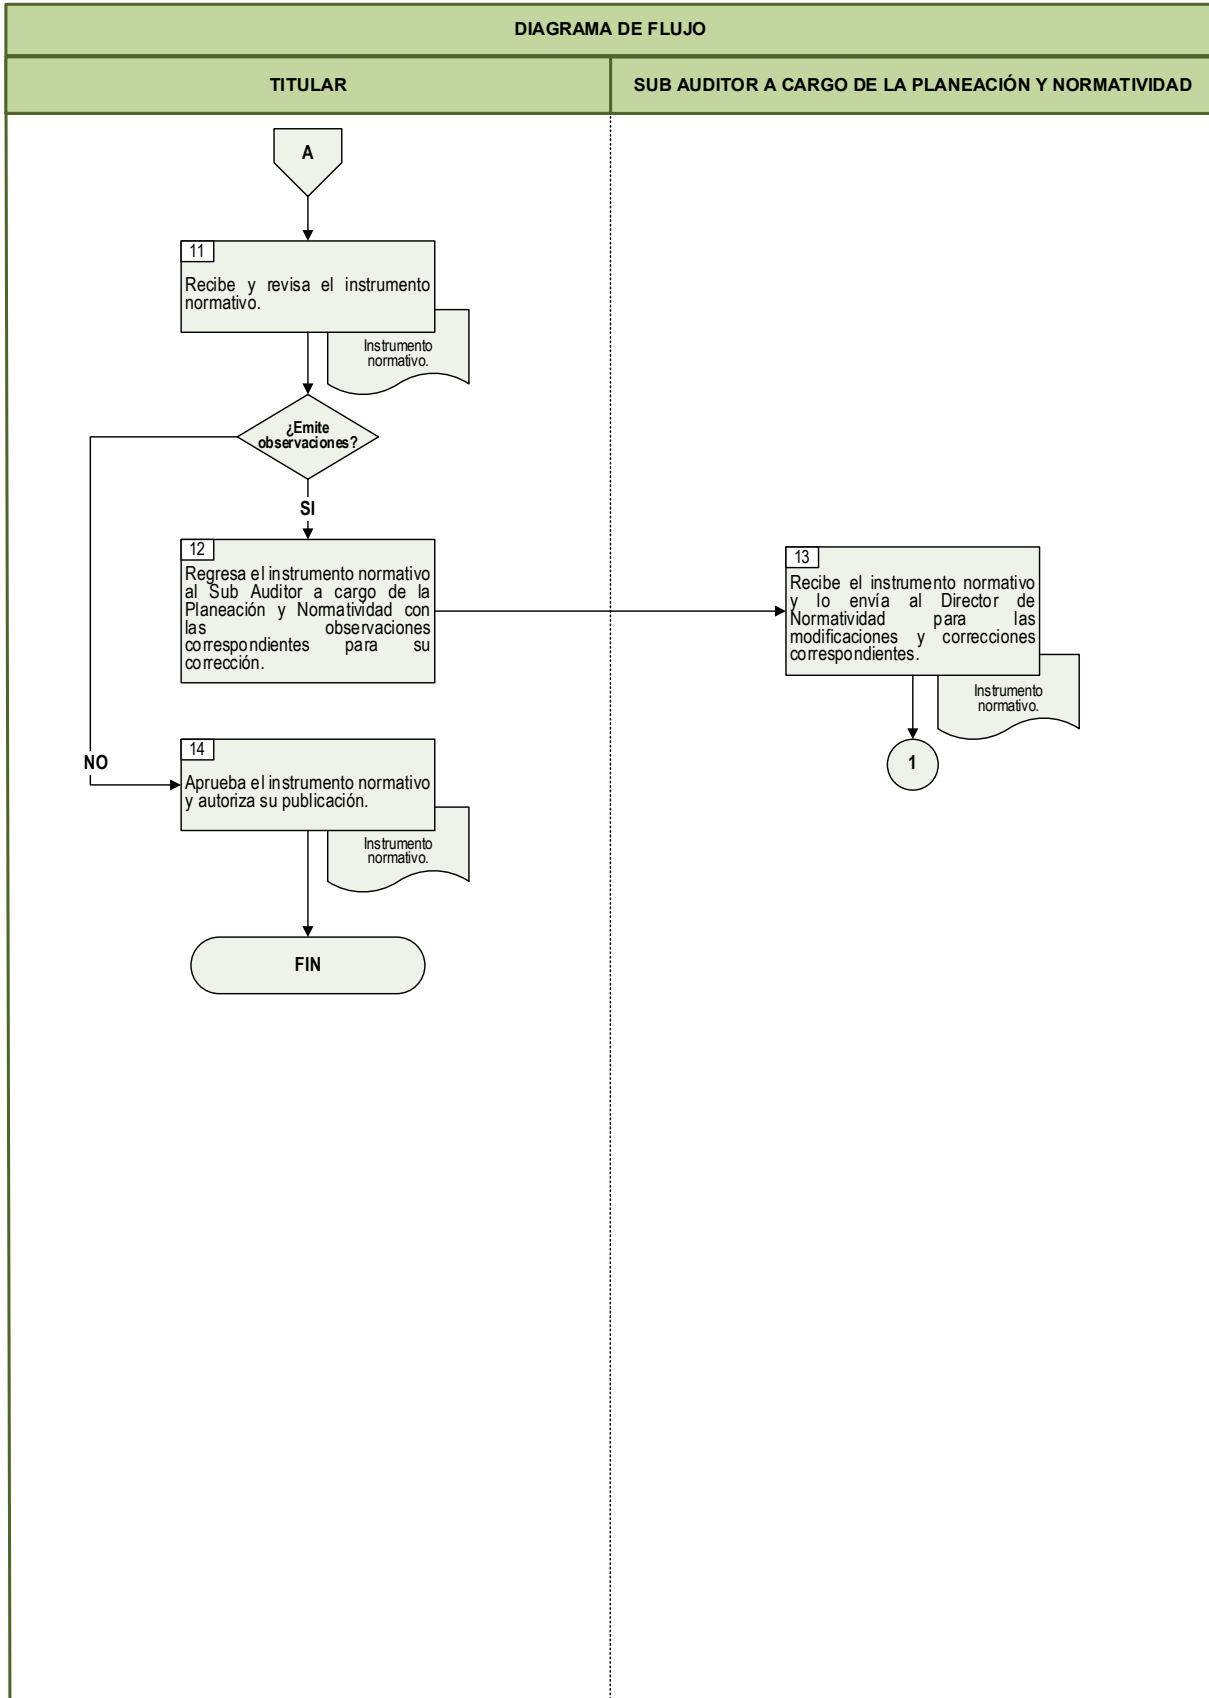 DIAGRAMA DE FLUJO
TITULAR
SUB AUDITOR A CARGO DE LA PLANEACIÓN Y NORMATIVIDAD
A
11
Recibe y revisa el instrumento
normativo.
Instrumento
normativo.
¿Emite
observaciones?
SI
12
Regresa el instrumento normativo
al Sub Auditor a cargo de la
Planeación y Normatividad con
las observaciones
correspondientes para su
corrección.
13
Recibe el instrumento normativo
y lo envía al Director de
Normatividad para las
modificaciones y correcciones
correspondientes.
Instrumento
normativo.
1
NO
14
Aprueba el instrumento normativo
y autoriza su publicación.
Instrumento
normativo.
FIN